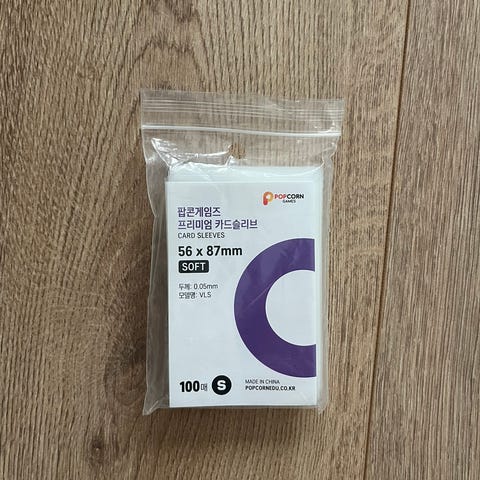 POPCORN
GAMES
팝콘게임즈
프리미엄 카드슬리브
CARD SLEEVES
56 x 87mm
SOFT
두께: 0.05mm
모델명: VLS
100매 S
MADE IN CHINA
POPCORNEDU.CO.KR